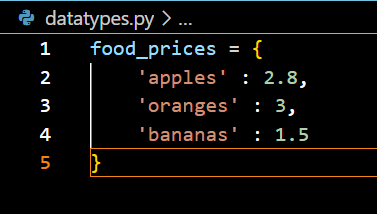 datatypes.py > ...
1 food_prices = {
2     'apples' : 2.8,
3     'oranges' : 3,
4     'bananas' : 1.5
5 }